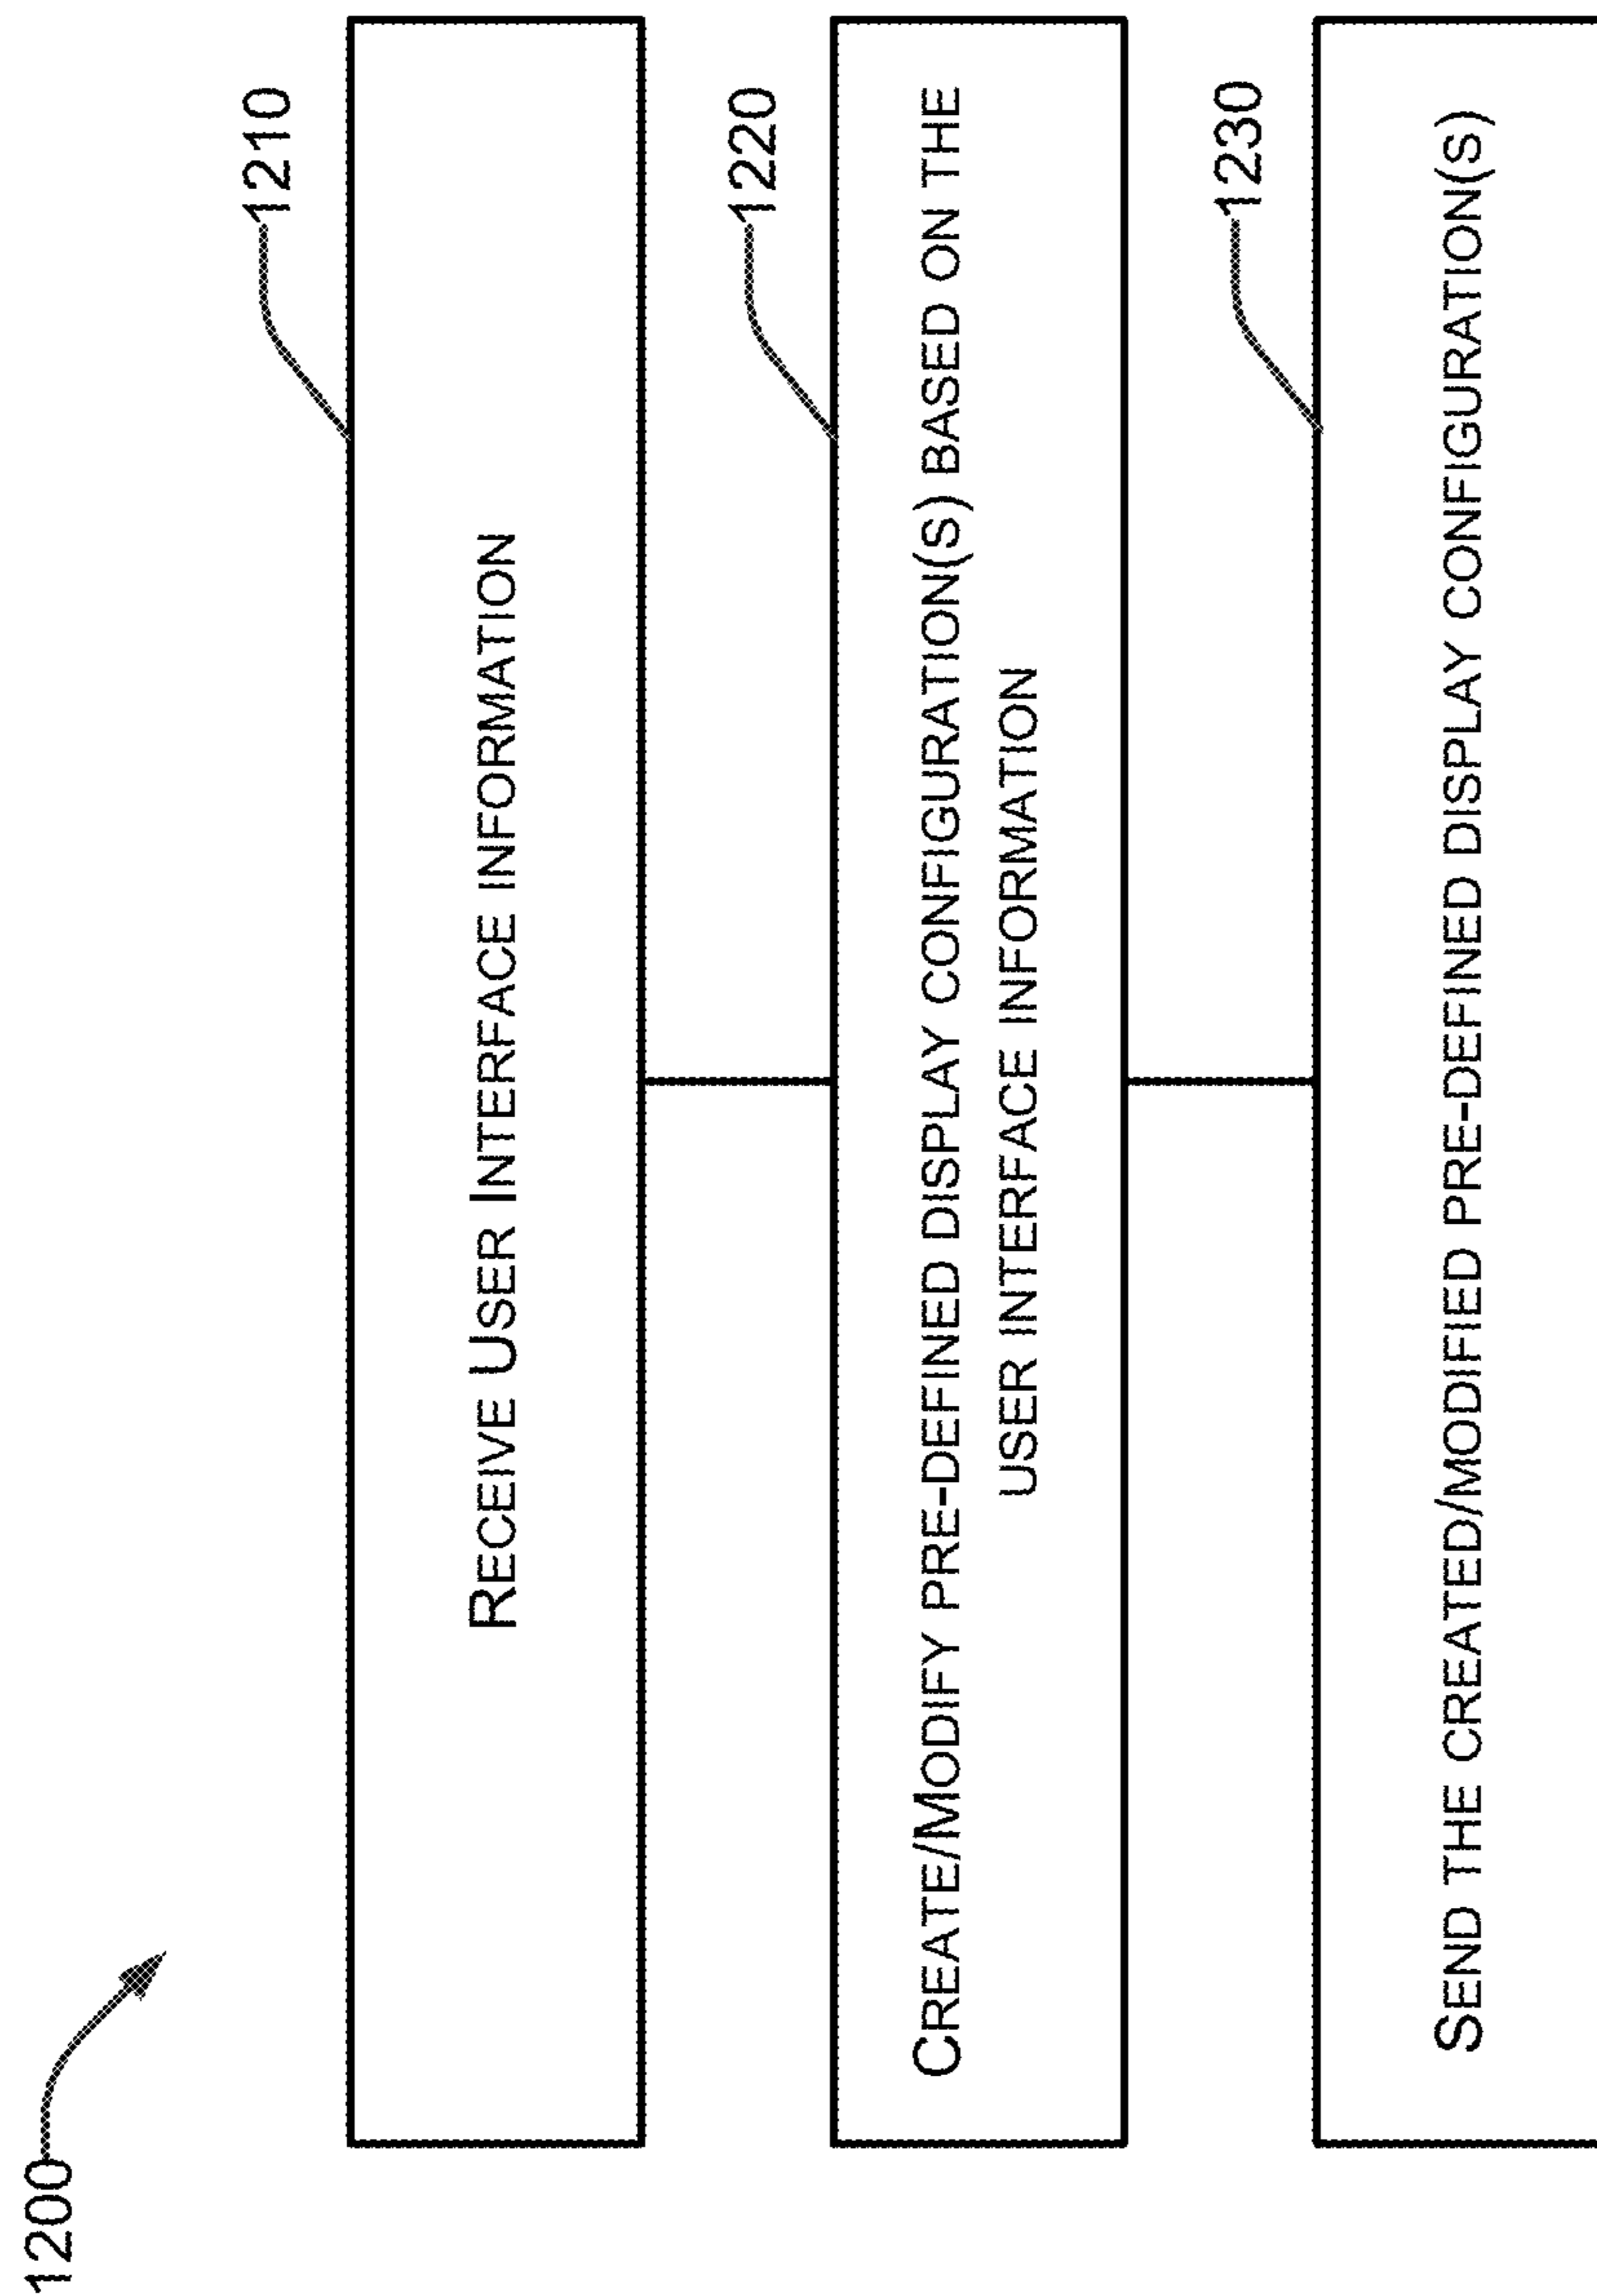 1200
1210
RECEIVE USER INTERFACE INFORMATION
1220
CREATE/MODIFY PRE-DEFINED DISPLAY CONFIGURATION(S) BASED ON THE
USER INTERFACE INFORMATION
1230
SEND THE CREATED/MODIFIED PRE-DEFINED DISPLAY CONFIGURATION(S)